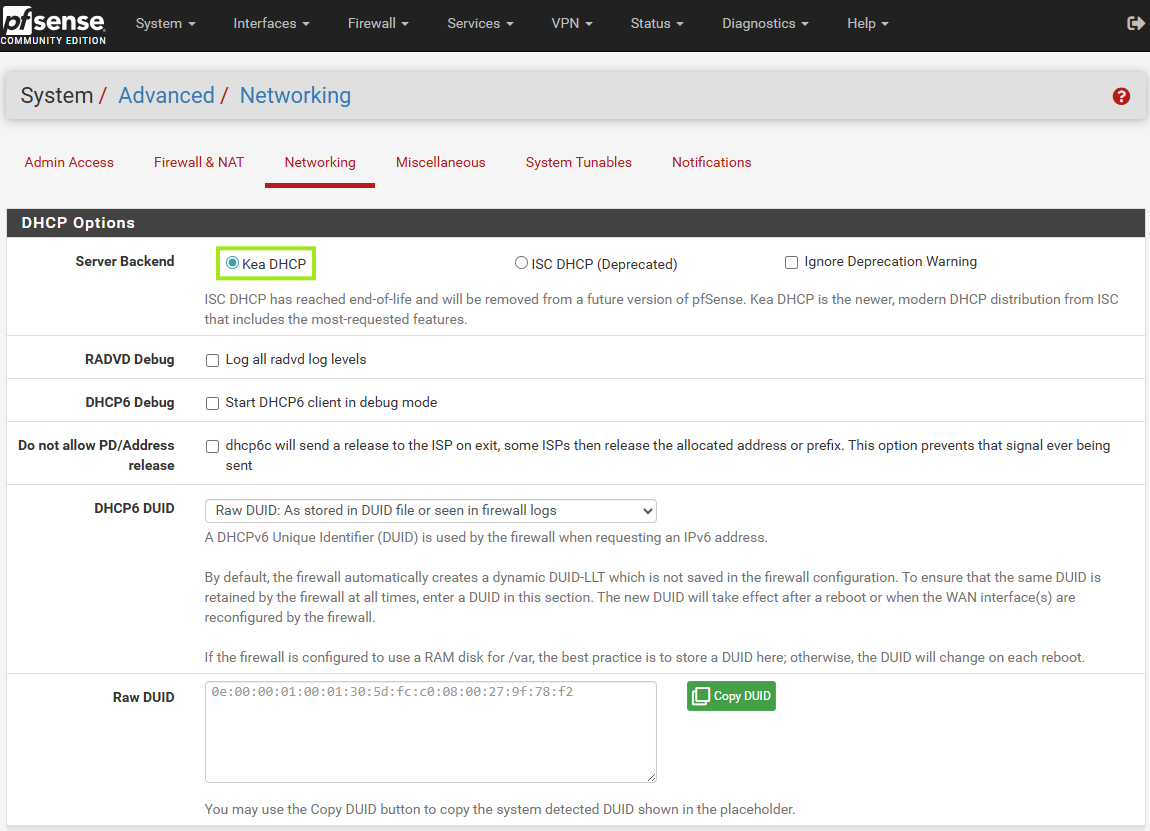 pfsense
COMMUNITY EDITION
System Interfaces Firewall Services VPN Status Diagnostics Help
System / Advanced / Networking
Admin Access Firewall & NAT Networking Miscellaneous System Tunables Notifications
DHCP Options
Server Backend Kea DHCP ISC DHCP (Deprecated) Ignore Deprecation Warning
ISC DHCP has reached end-of-life and will be removed from a future version of pfSense. Kea DHCP is the newer, modern DHCP distribution from ISC
that includes the most-requested features.
RADVD Debug Log all radvd log levels
DHCP6 Debug Start DHCP6 client in debug mode
Do not allow PD/Address dhcp6c will send a release to the ISP on exit, some ISPs then release the allocated address or prefix. This option prevents that signal ever being
release sent
DHCP6 DUID Raw DUID: As stored in DUID file or seen in firewall logs
A DHCPv6 Unique Identifier (DUID) is used by the firewall when requesting an IPv6 address.
By default, the firewall automatically creates a dynamic DUID-LLT which is not saved in the firewall configuration. To ensure that the same DUID is
retained by the firewall at all times, enter a DUID in this section. The new DUID will take effect after a reboot or when the WAN interface(s) are
reconfigured by the firewall.
If the firewall is configured to use a RAM disk for /var, the best practice is to store a DUID here; otherwise, the DUID will change on each reboot.
Raw DUID 0e:00:00:01:00:01:30:5d:fc:c0:08:00:27:9f:78:f2 Copy DUID
You may use the Copy DUID button to copy the system detected DUID shown in the placeholder.